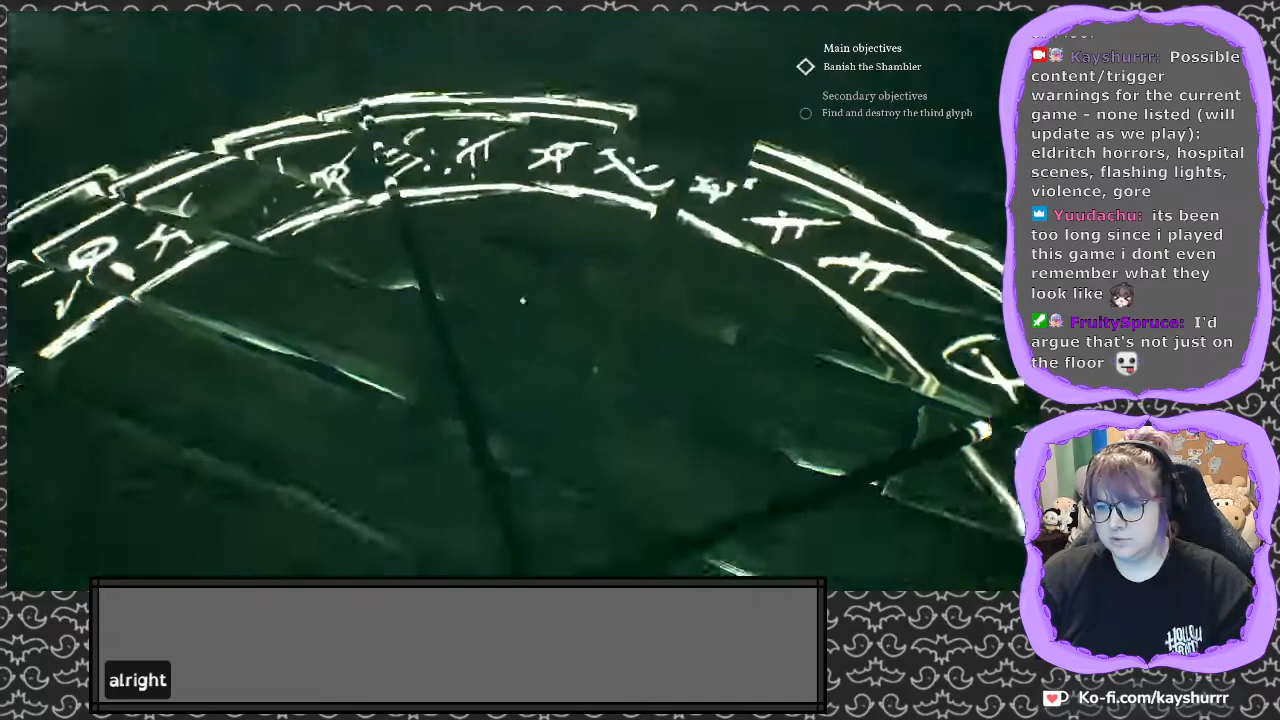 Main objectives
Banish the Shambler
Secondary objectives
Find and destroy the third glyph
Kayshurrr: Possible
content/trigger
warnings for the current
game - none listed (will
update as we play):
eldritch horrors, hospital
scenes, flashing lights,
violence, gore
Yuudachu: its been
too long since i played
this game i dont even
remember what they
look like
FruitySpruce: I'd
argue that's not just on
the floor
alright
Ko-fi.com/kayshurrr